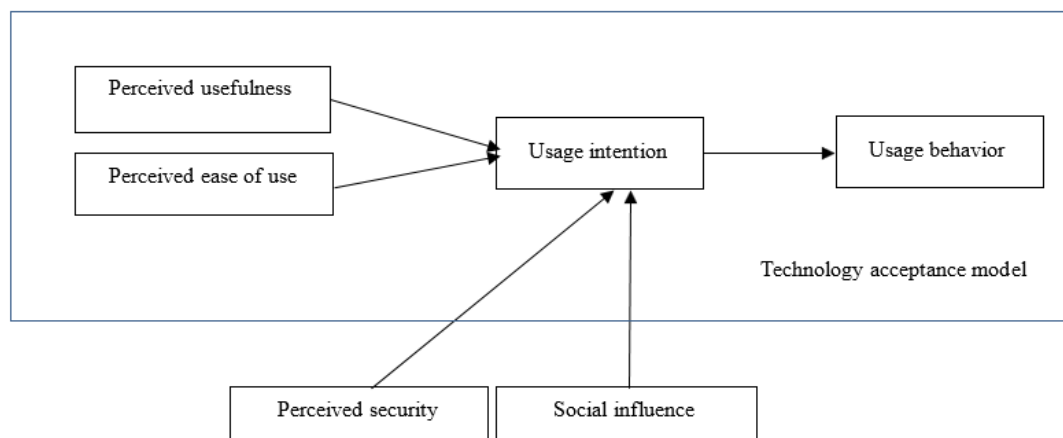 Perceived usefulness
Usage intention
Usage behavior
Perceived ease of use
Technology acceptance model
Perceived security
Social influence